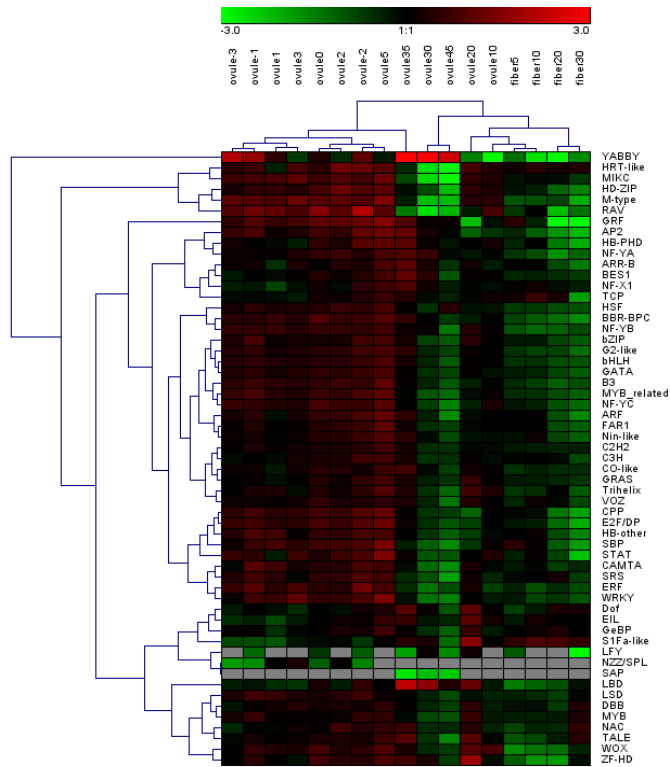 -3.0 1:1 3.0
ovule-3 ovule-1 ovule1 ovule3 ovule0 ovule2 ovule-2 ovule5 ovule35 ovule30 ovule45 ovule20 ovule10 fiber5 fiber10 fiber20 fiber30
YABBY
HRT-like
MIKC
HD-ZIP
M-type
RAV
GRF
AP2
HB-PHD
NF-YA
ARR-B
BES1
NF-X1
TCP
HSF
BBR-BPC
NF-YB
bZIP
G2-like
bHLH
GATA
B3
MYB_related
NF-YC
ARF
FAR1
Nin-like
C2H2
C3H
CO-like
GRAS
Trihelix
VOZ
CPP
E2F/DP
HB-other
SBP
STAT
CAMTA
SRS
ERF
WRKY
Dof
EIL
GeBP
S1Fa-like
LFY
NZZ/SPL
SAP
LBD
LSD
DBB
MYB
NAC
TALE
WOX
ZF-HD